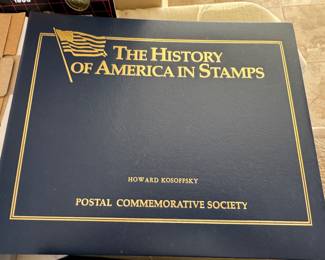 THE HISTORY
OF AMERICA IN STAMPS
HOWARD KOSOFFSKY
POSTAL COMMEMORATIVE SOCIETY